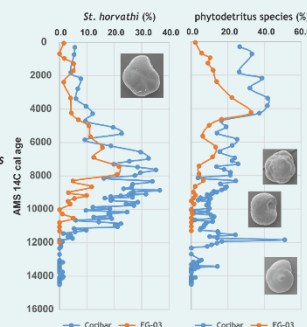 St. horvathi (%)
phytodetritus species (%)
0.0 10.0 20.0 30.0 40.0
0.0 20.0 40.0 60.0
0
2000
4000
6000
8000
10000
12000
14000
16000
AMS 14C cal age
s
Coribar EG-03
Coribar EG-03